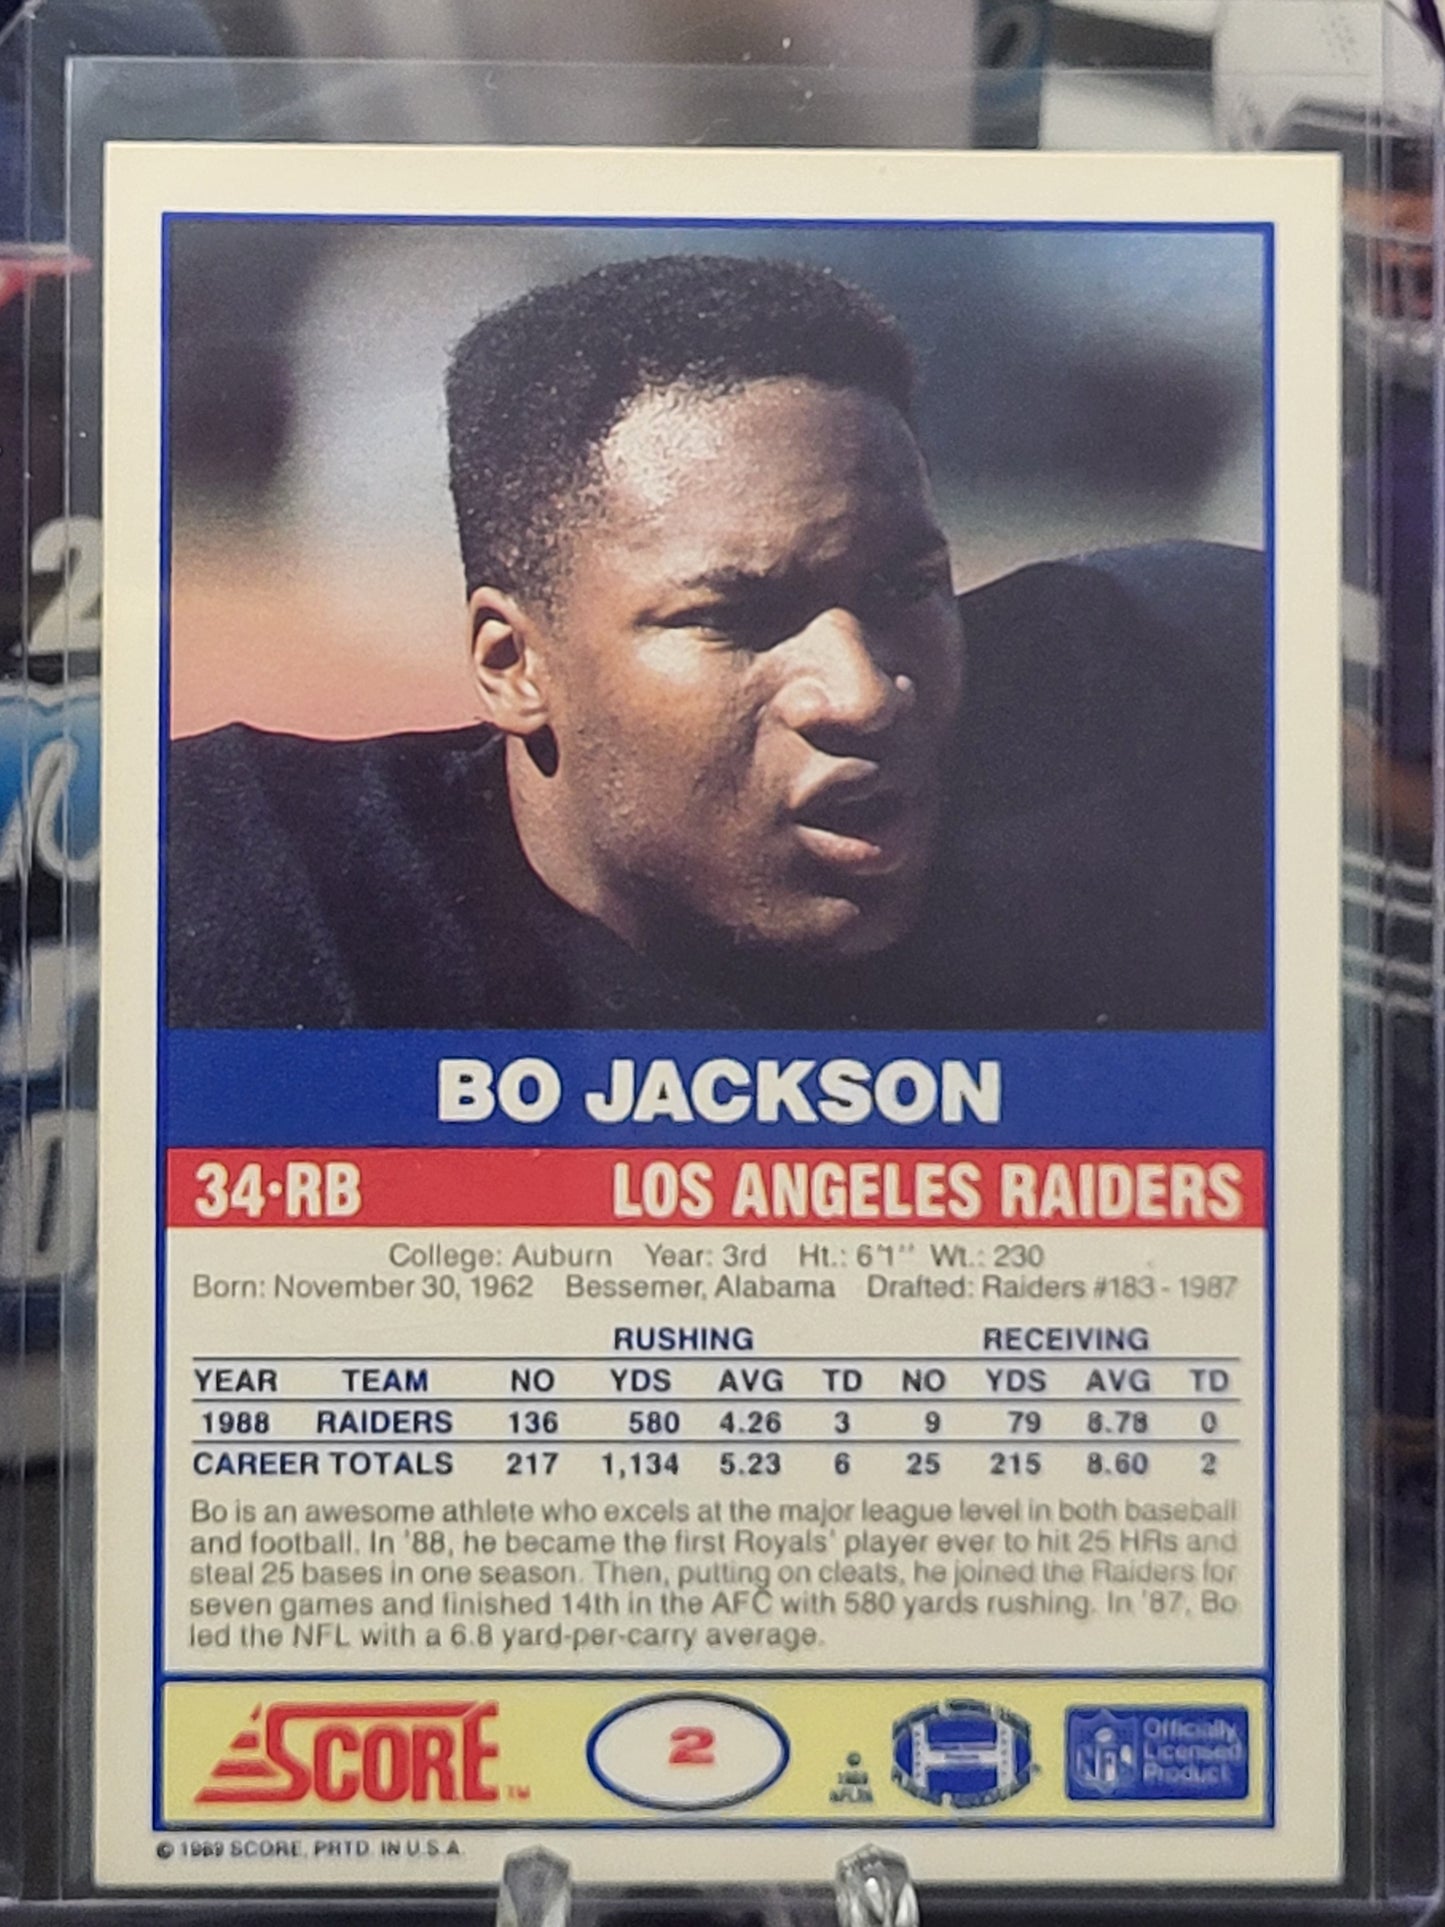 BO JACKSON
34·RB LOS ANGELES RAIDERS
College: Auburn Year: 3rd Ht.: 6'1" Wt.: 230
Born: November 30, 1962 Bessemer, Alabama Drafted: Raiders #183 - 1987
RUSHING RECEIVING
YEAR TEAM NO YDS AVG TD NO YDS AVG TD
1988 RAIDERS 136 580 4.26 3 9 79 8.78 0
CAREER TOTALS 217 1,134 5.23 6 25 215 8.60 2
Bo is an awesome athlete who excels at the major league level in both baseball
and football. In '88, he became the first Royals' player ever to hit 25 HRs and
steal 25 bases in one season. Then, putting on cleats, he joined the Raiders for
seven games and finished 14th in the AFC with 580 yards rushing. In '87, Bo
led the NFL with a 6.8 yard-per-carry average.
SCORE™
2
©
1989
NFLPA
NFL
Officially
Licensed
Product
© 1989 SCORE, PRTD. IN U.S.A.
2